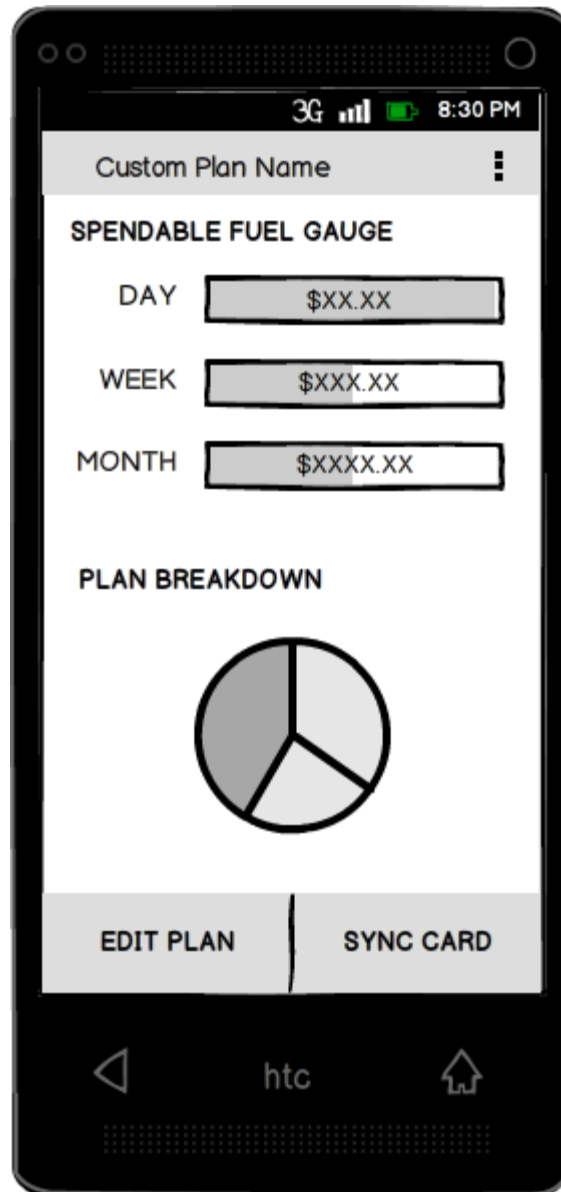 3G 8:30 PM
Custom Plan Name
SPENDABLE FUEL GAUGE
DAY $XX.XX
WEEK $XXX.XX
MONTH $XXXX.XX
PLAN BREAKDOWN
EDIT PLAN SYNC CARD
htc